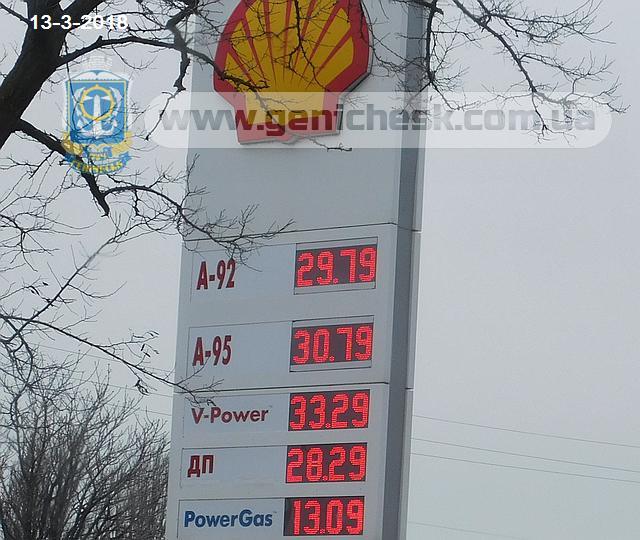 13-3-2018
www.genichesk.com.ua
А-92 29.79
А-95 30.79
V-Power 33.29
ДП 28.29
PowerGas 13.09